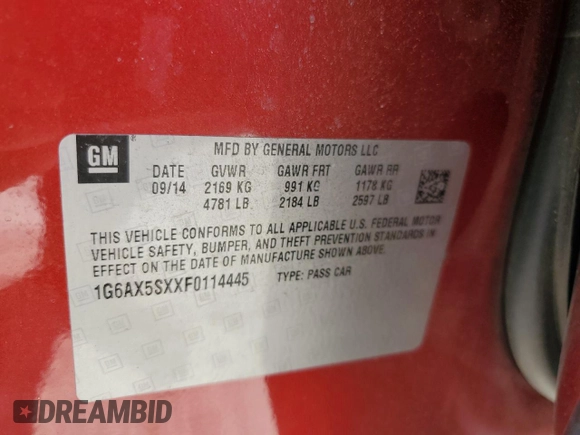 GM
MFD BY GENERAL MOTORS LLC
DATE GVWR GAWR FRT GAWR RR
09/14 2169 KG 991 KG 1178 KG
4781 LB 2184 LB 2597 LB
THIS VEHICLE CONFORMS TO ALL APPLICABLE U.S. FEDERAL MOTOR
VEHICLE SAFETY, BUMPER, AND THEFT PREVENTION STANDARDS IN
EFFECT ON THE DATE OF MANUFACTURE SHOWN ABOVE.
1G6AX5SXXF0114445 TYPE: PASS CAR
DREAMBID